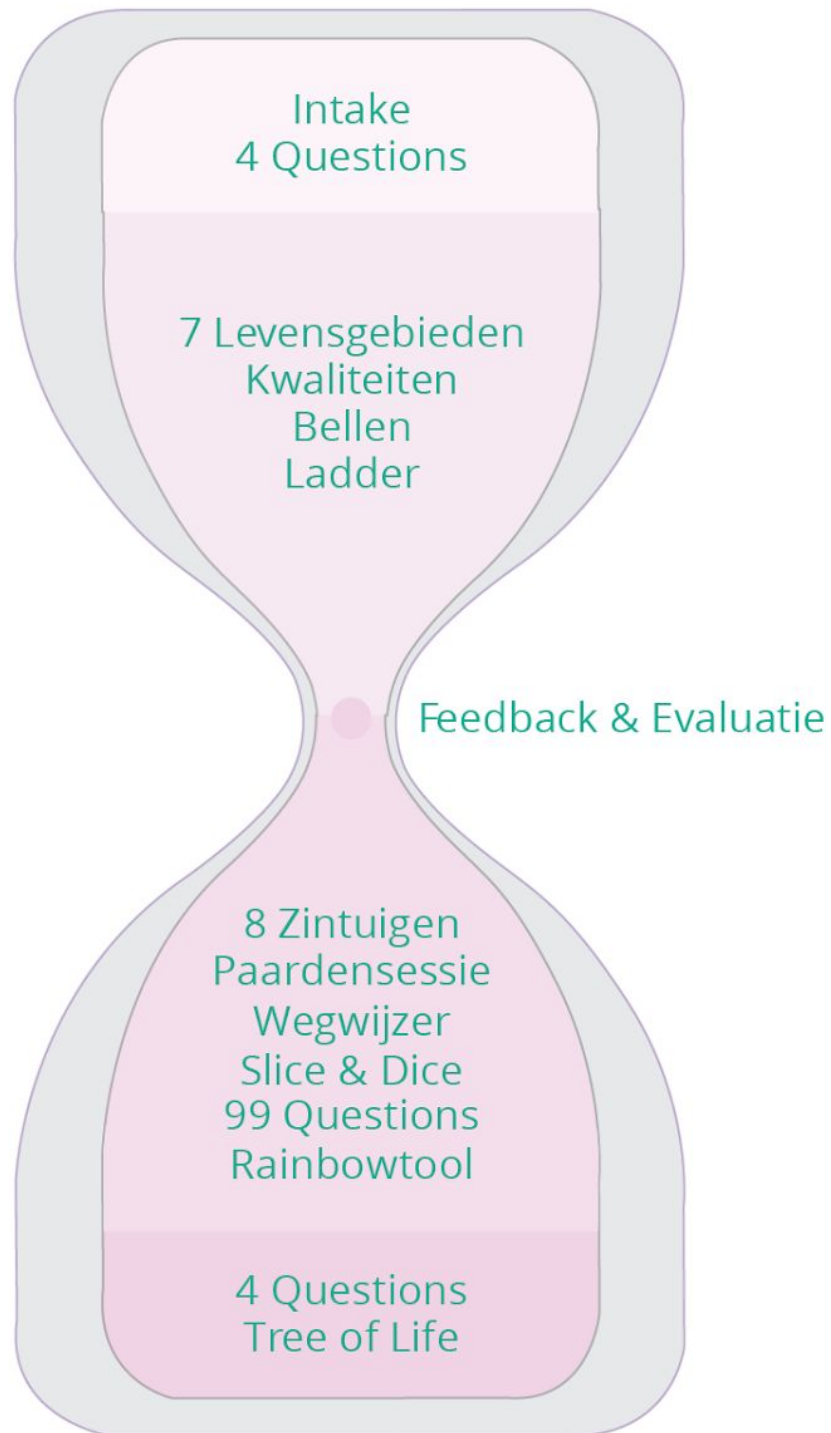 Intake
4 Questions
7 Levensgebieden
Kwaliteiten
Bellen
Ladder
Feedback & Evaluatie
8 Zintuigen
Paardensessie
Wegwijzer
Slice & Dice
99 Questions
Rainbowtool
4 Questions
Tree of Life